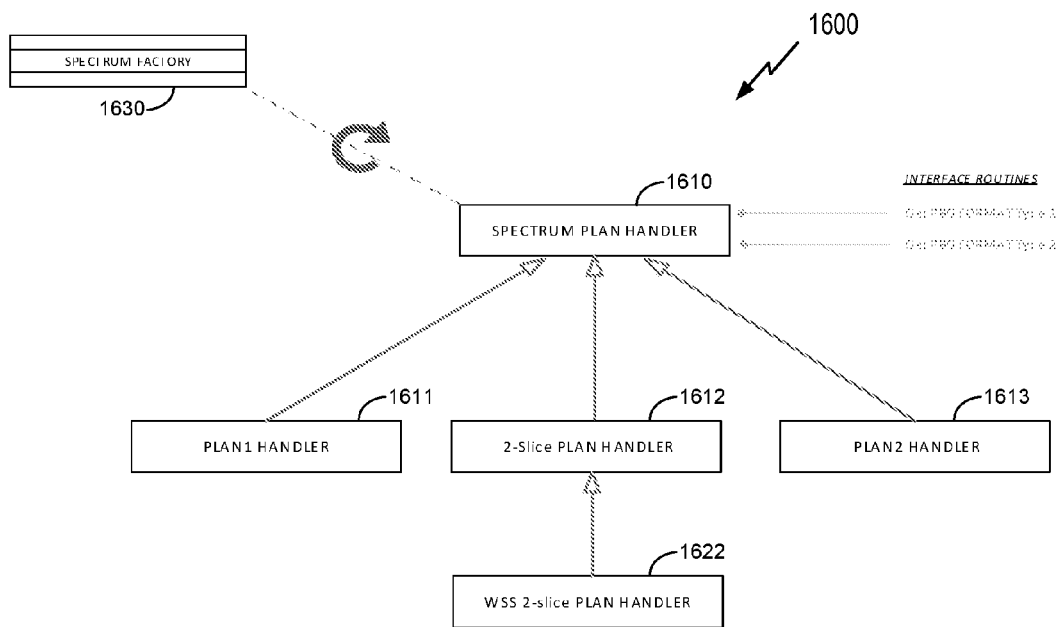 1600
SPECTRUM FACTORY
1630
1610
INTERFACE ROUTINES
SPECTRUM PLAN HANDLER
1611
1612
1613
PLAN1 HANDLER
2-Slice PLAN HANDLER
PLAN2 HANDLER
1622
WSS 2-slice PLAN HANDLER